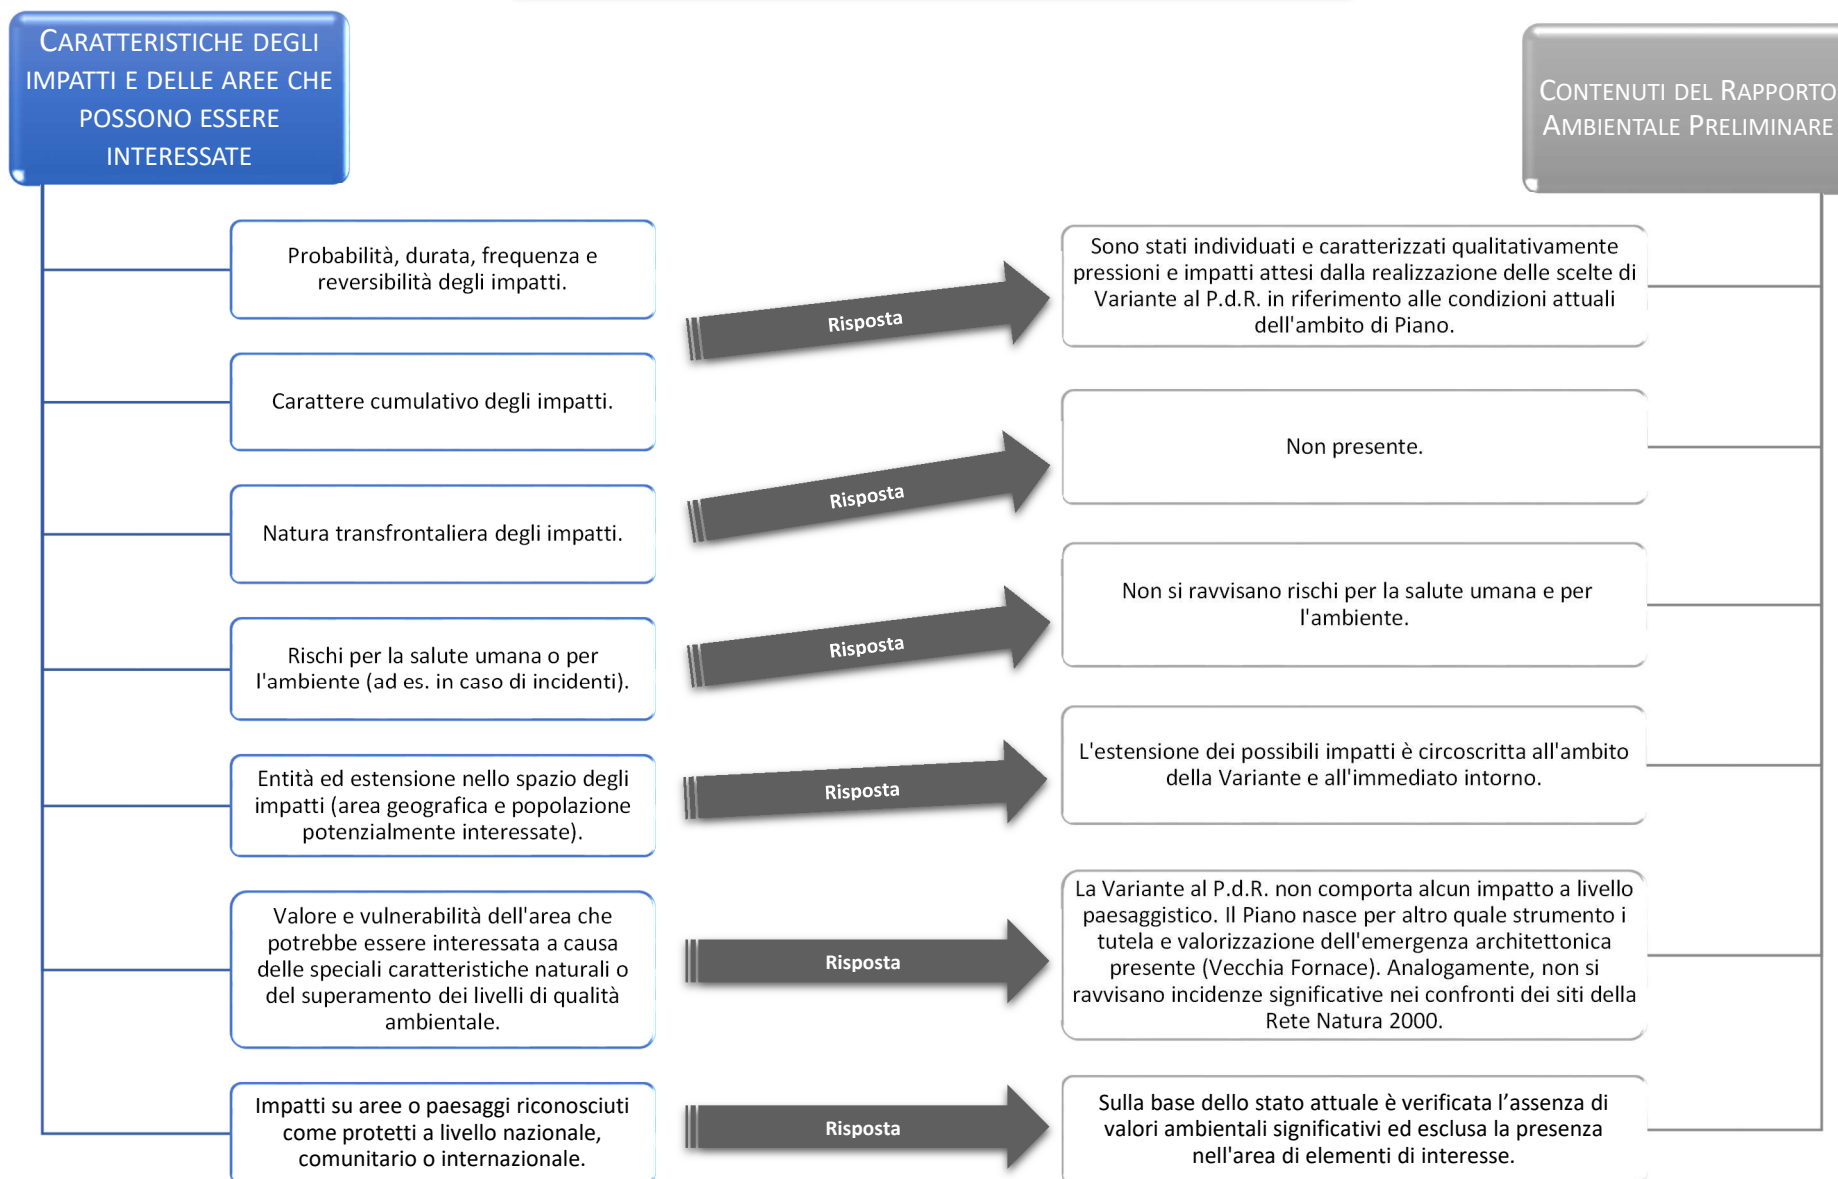 CARATTERISTICHE DEGLI
IMPATTI E DELLE AREE CHE
POSSONO ESSERE
INTERESSATE
CONTENUTI DEL RAPPORTO
AMBIENTALE PRELIMINARE
Probabilità, durata, frequenza e
reversibilità degli impatti.
Carattere cumulativo degli impatti.
Risposta
Sono stati individuati e caratterizzati qualitativamente
pressioni e impatti attesi dalla realizzazione delle scelte di
Variante al P.d.R. in riferimento alle condizioni attuali
dell'ambito di Piano.
Natura transfrontaliera degli impatti.
Risposta
Non presente.
Rischi per la salute umana o per
l'ambiente (ad es. in caso di incidenti).
Risposta
Non si ravvisano rischi per la salute umana e per
l'ambiente.
Entità ed estensione nello spazio degli
impatti (area geografica e popolazione
potenzialmente interessate).
Risposta
L'estensione dei possibili impatti è circoscritta all'ambito
della Variante e all'immediato intorno.
Valore e vulnerabilità dell'area che
potrebbe essere interessata a causa
delle speciali caratteristiche naturali o
del superamento dei livelli di qualità
ambientale.
Risposta
La Variante al P.d.R. non comporta alcun impatto a livello
paesaggistico. Il Piano nasce per altro quale strumento i
tutela e valorizzazione dell'emergenza architettonica
presente (Vecchia Fornace). Analogamente, non si
ravvisano incidenze significative nei confronti dei siti della
Rete Natura 2000.
Impatti su aree o paesaggi riconosciuti
come protetti a livello nazionale,
comunitario o internazionale.
Risposta
Sulla base dello stato attuale è verificata l’assenza di
valori ambientali significativi ed esclusa la presenza
nell'area di elementi di interesse.